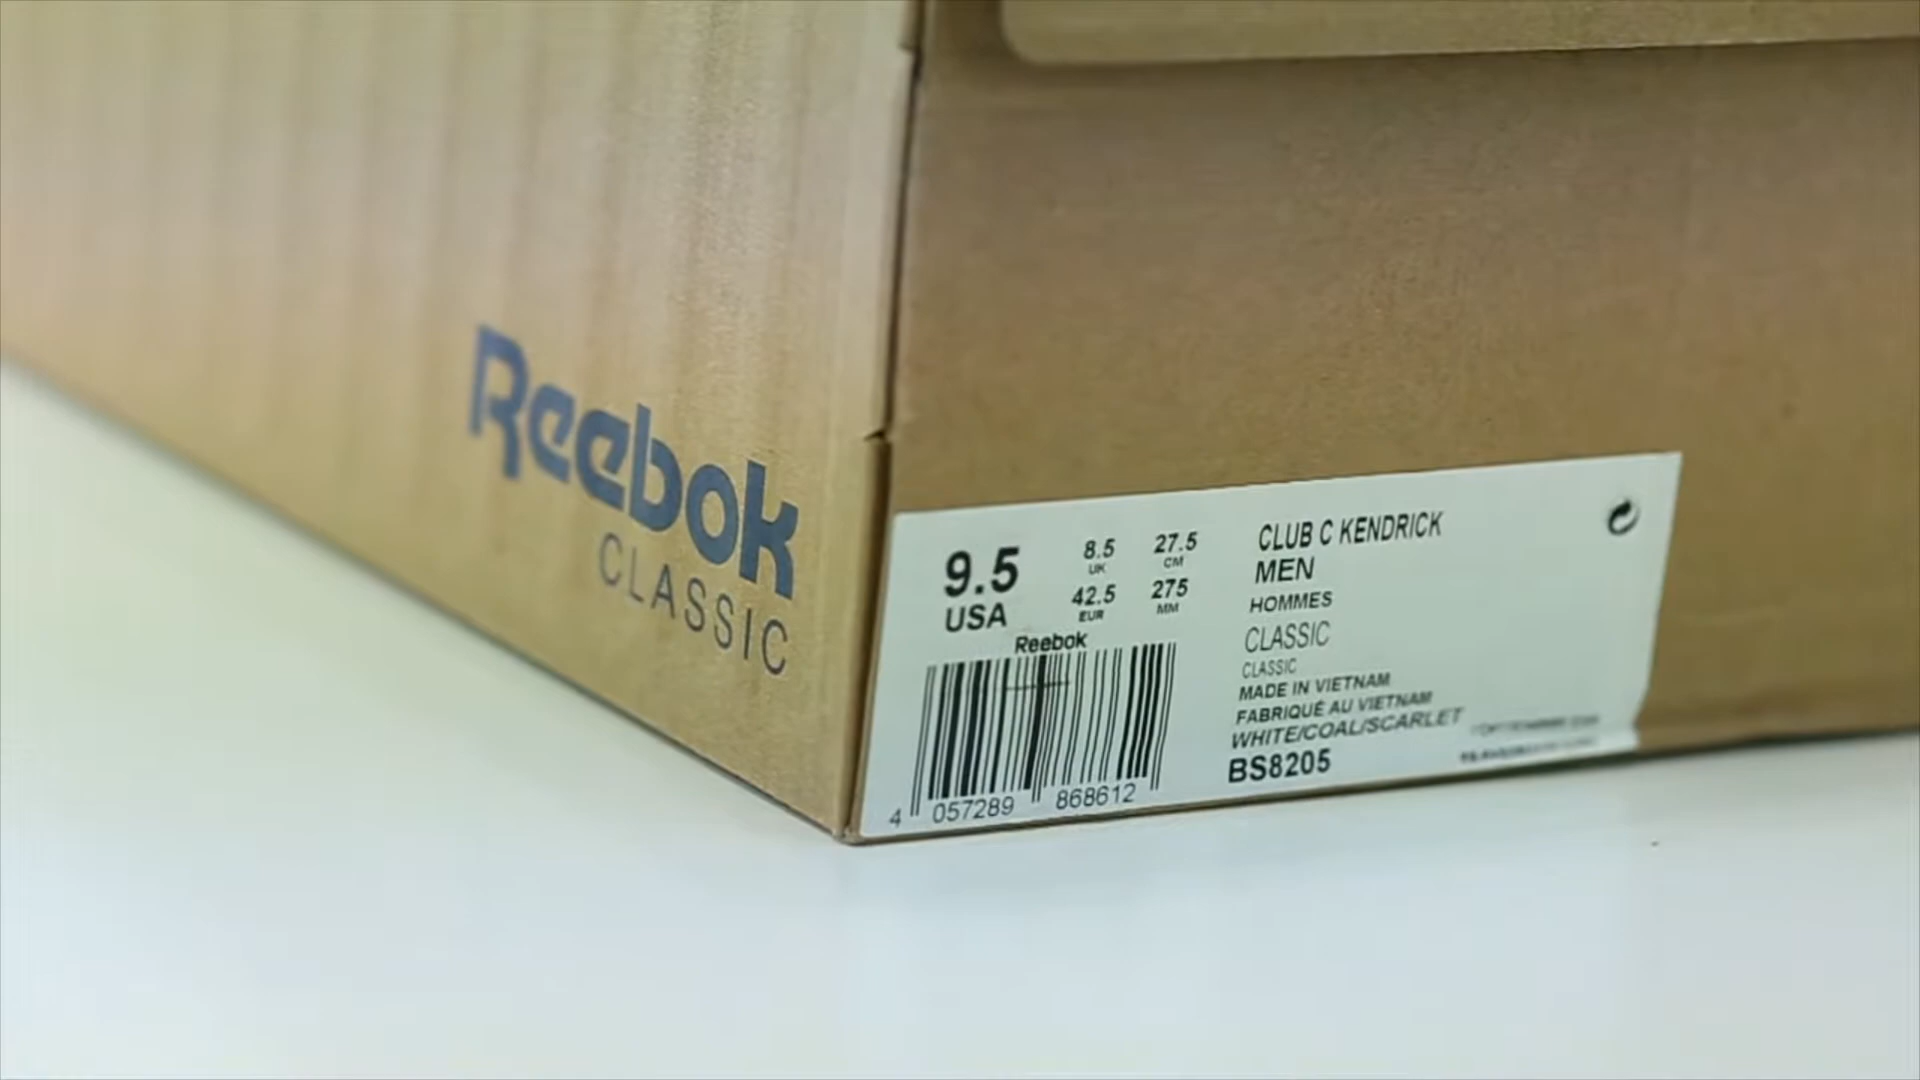 Reebok
CLASSIC
9.5
USA
8.5
UK
27.5
CM
42.5
EUR
275
MM
Reebok
4 057289 868612
CLUB C KENDRICK
MEN
HOMMES
CLASSIC
CLASSIC
MADE IN VIETNAM
FABRIQUÉ AU VIETNAM
WHITE/COAL/SCARLET
BS8205